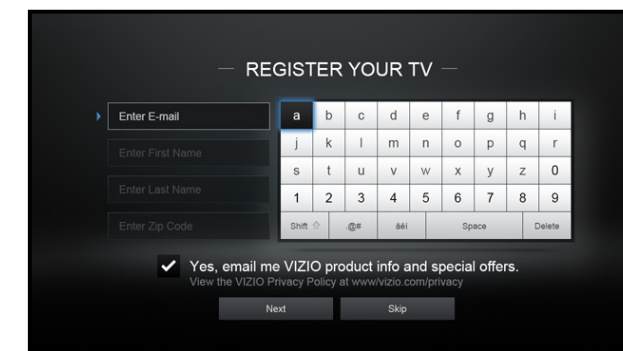 REGISTER YOUR TV
Enter E-mail
a b c d e f g h i
Enter First Name
j k l m n o p q r
Enter Last Name
s t u v w x y z 0
1 2 3 4 5 6 7 8 9
Enter Zip Code
Shift .@# äêí Space Delete
Yes, email me VIZIO product info and special offers.
View the VIZIO Privacy Policy at www/vizio.com/privacy
Next Skip